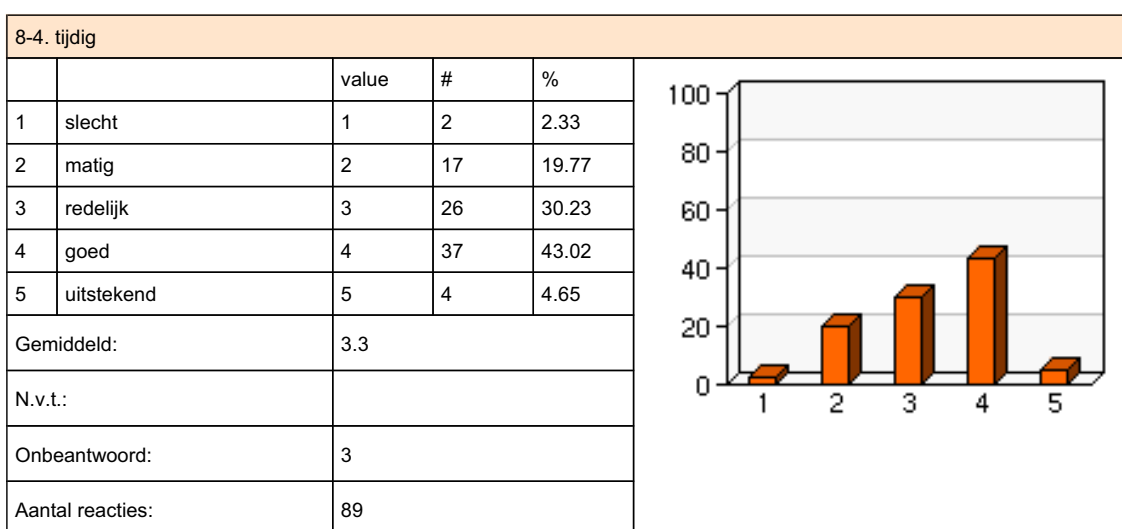 8-4. tijdig
value # %
1 slecht 1 2 2.33
2 matig 2 17 19.77
3 redelijk 3 26 30.23
4 goed 4 37 43.02
5 uitstekend 5 4 4.65
Gemiddeld: 3.3
N.v.t.:
Onbeantwoord: 3
Aantal reacties: 89
100
80
60
40
20
0
1 2 3 4 5